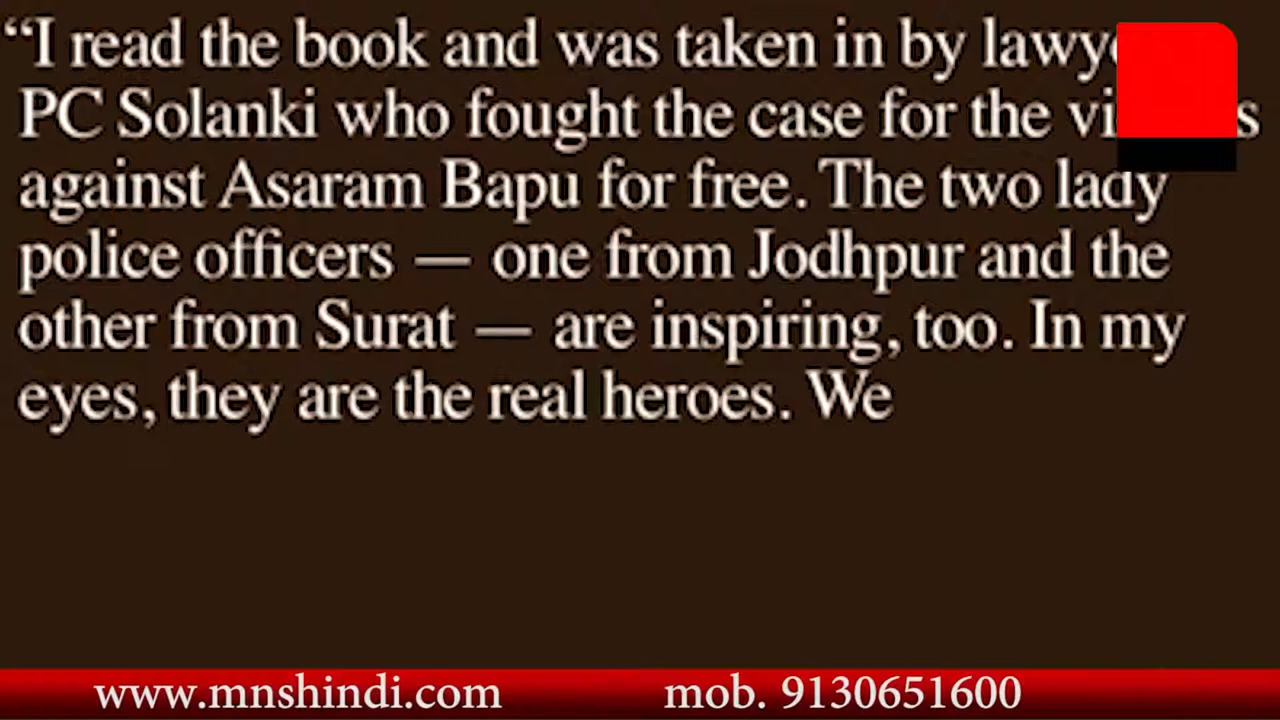 “I read the book and was taken in by
PC Solanki who fought the case for the
against Asaram Bapu for free. The two lady
police officers — one from Jodhpur and the
other from Surat — are inspiring, too. In my
eyes, they are the real heroes. We
www.mnshindi.com mob. 9130651600